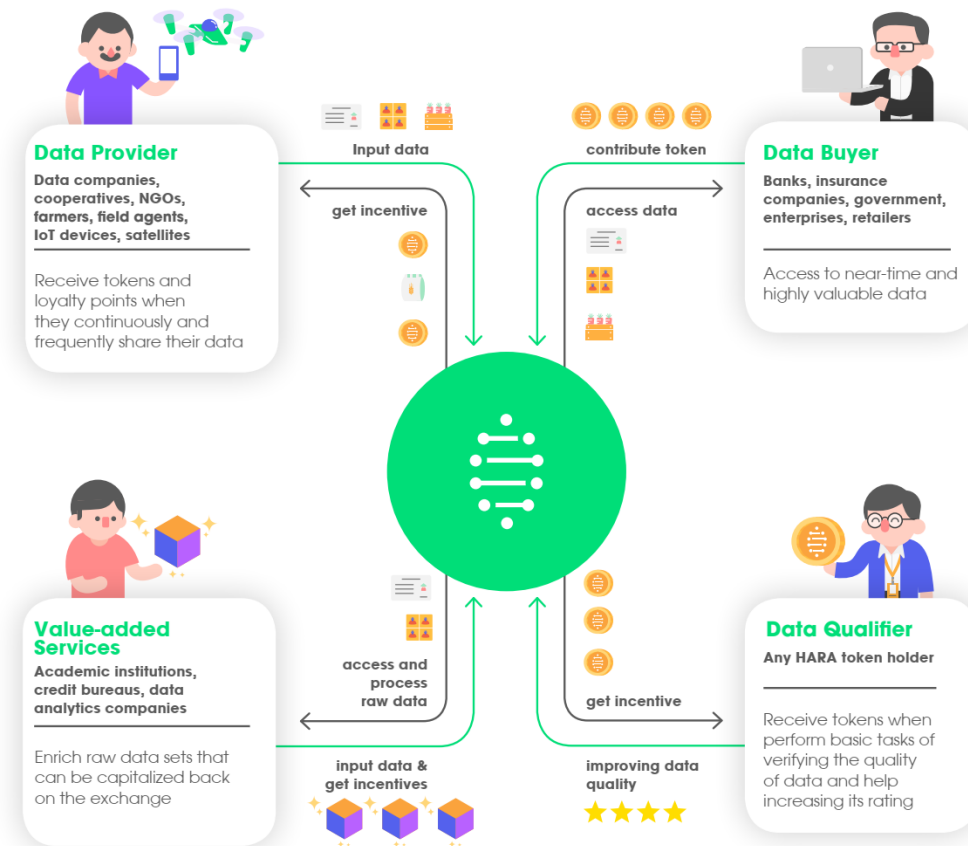 Input data
contribute token
Data Provider
Data companies,
cooperatives, NGOs,
farmers, field agents,
IoT devices, satellites
Receive tokens and
loyalty points when
they continuously and
frequently share their data
get incentive
access data
Data Buyer
Banks, insurance
companies, government,
enterprises, retailers
Access to near-time and
highly valuable data
Value-added
Services
Academic institutions,
credit bureaus, data
analytics companies
Enrich raw data sets that
can be capitalized back
on the exchange
access and
process
raw data
input data &
get incentives
get incentive
improving data
quality
Data Qualifier
Any HARA token holder
Receive tokens when
perform basic tasks of
verifying the quality
of data and help
increasing its rating